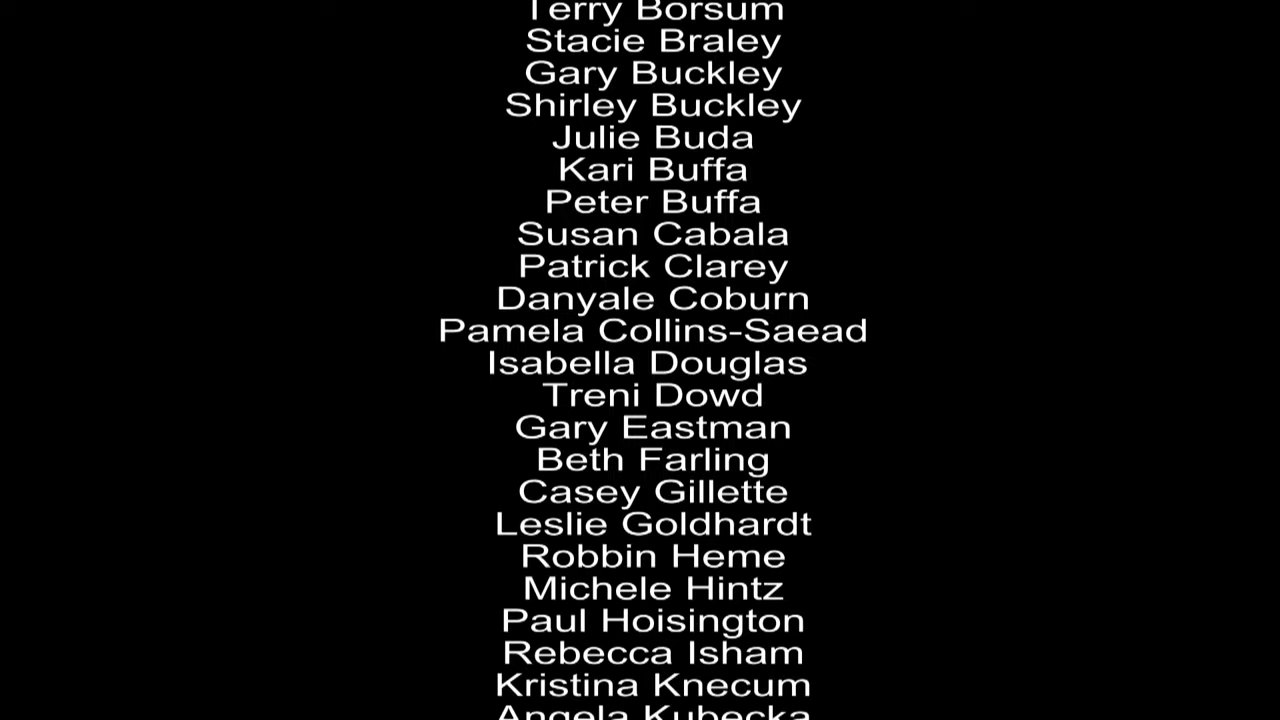 Terry Borsum
Stacie Braley
Gary Buckley
Shirley Buckley
Julie Buda
Kari Buffa
Peter Buffa
Susan Cabala
Patrick Clarey
Danyale Coburn
Pamela Collins-Saead
Isabella Douglas
Treni Dowd
Gary Eastman
Beth Farling
Casey Gillette
Leslie Goldhardt
Robbin Heme
Michele Hintz
Paul Hoisington
Rebecca Isham
Kristina Knecum
Angela Kubecka